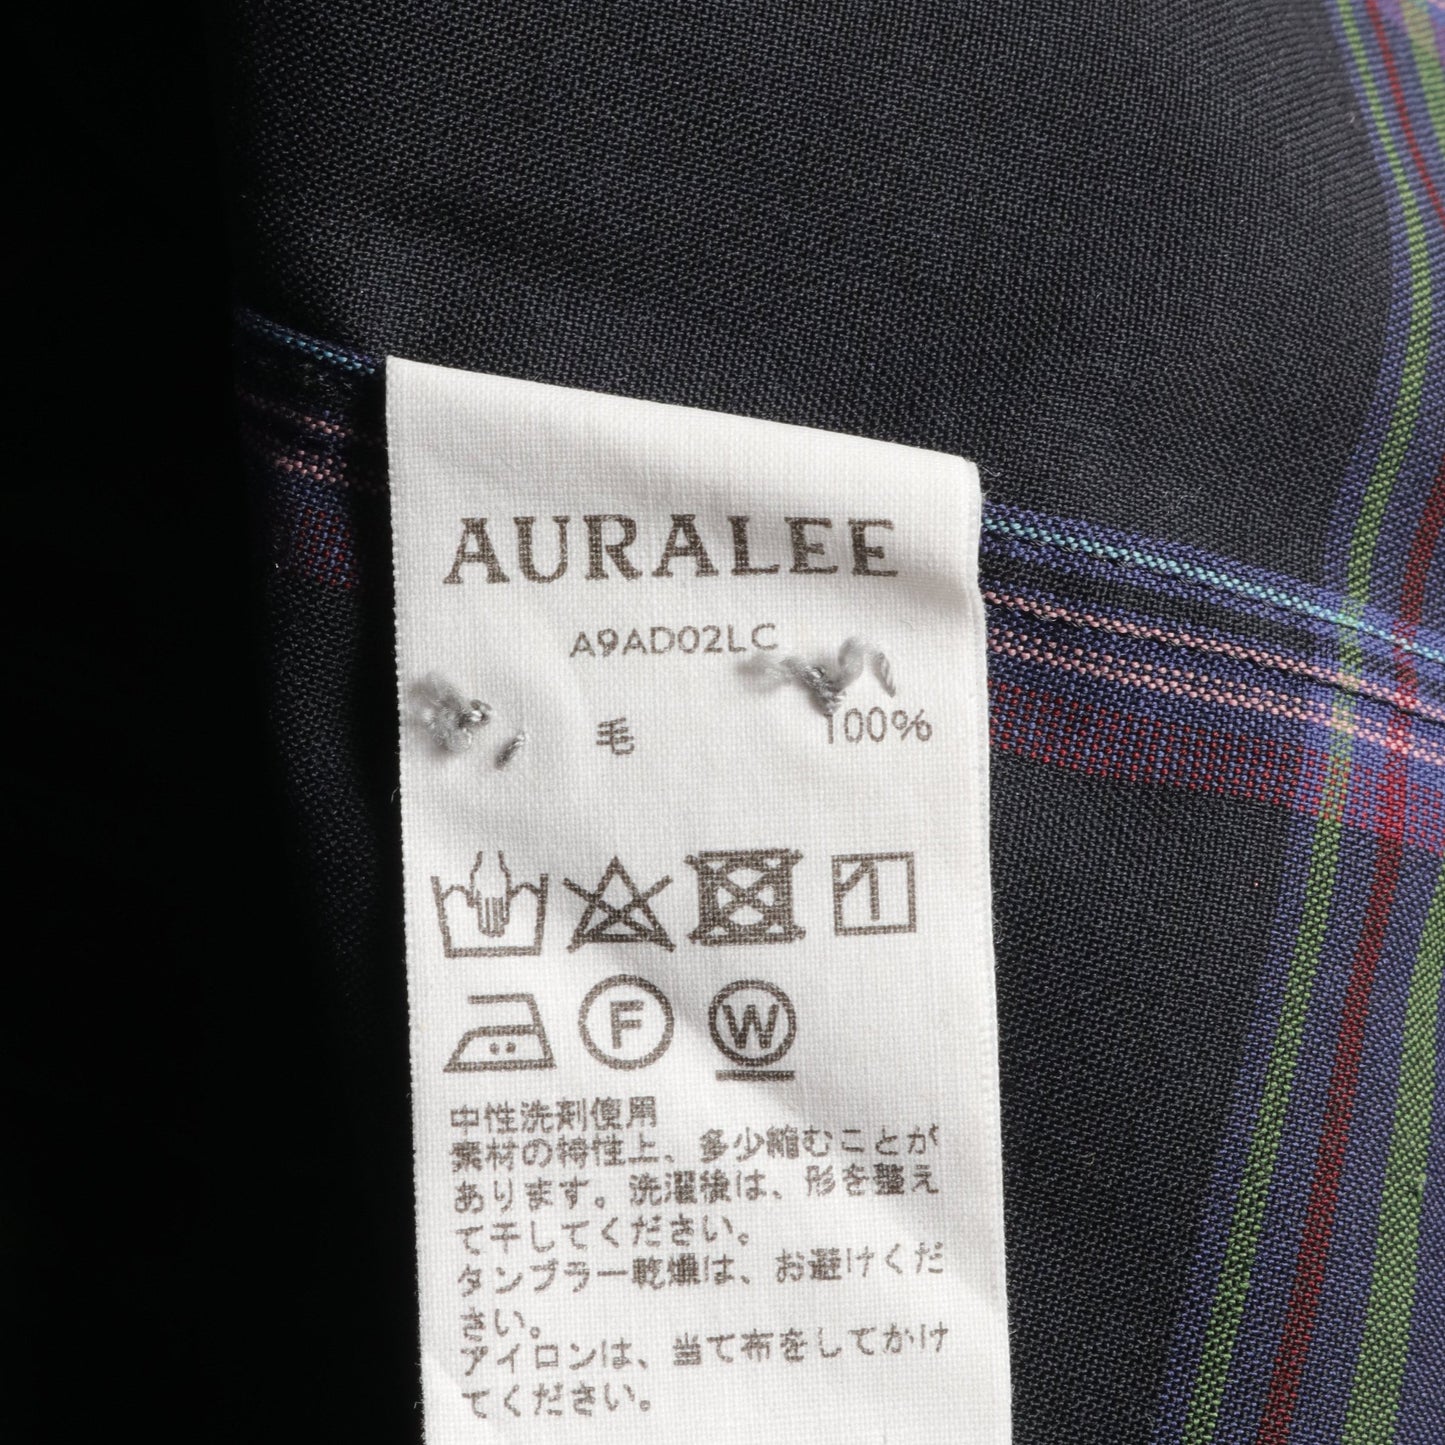 AURALEE
A9AD02LC
毛 100%
1
F W
中性洗剤使用
素材の特性上、多少縮むことが
あります。洗濯後は、形を整え
て干してください。
タンブラー乾燥は、お避けくだ
さい。
アイロンは、当て布をしてかけ
てください。